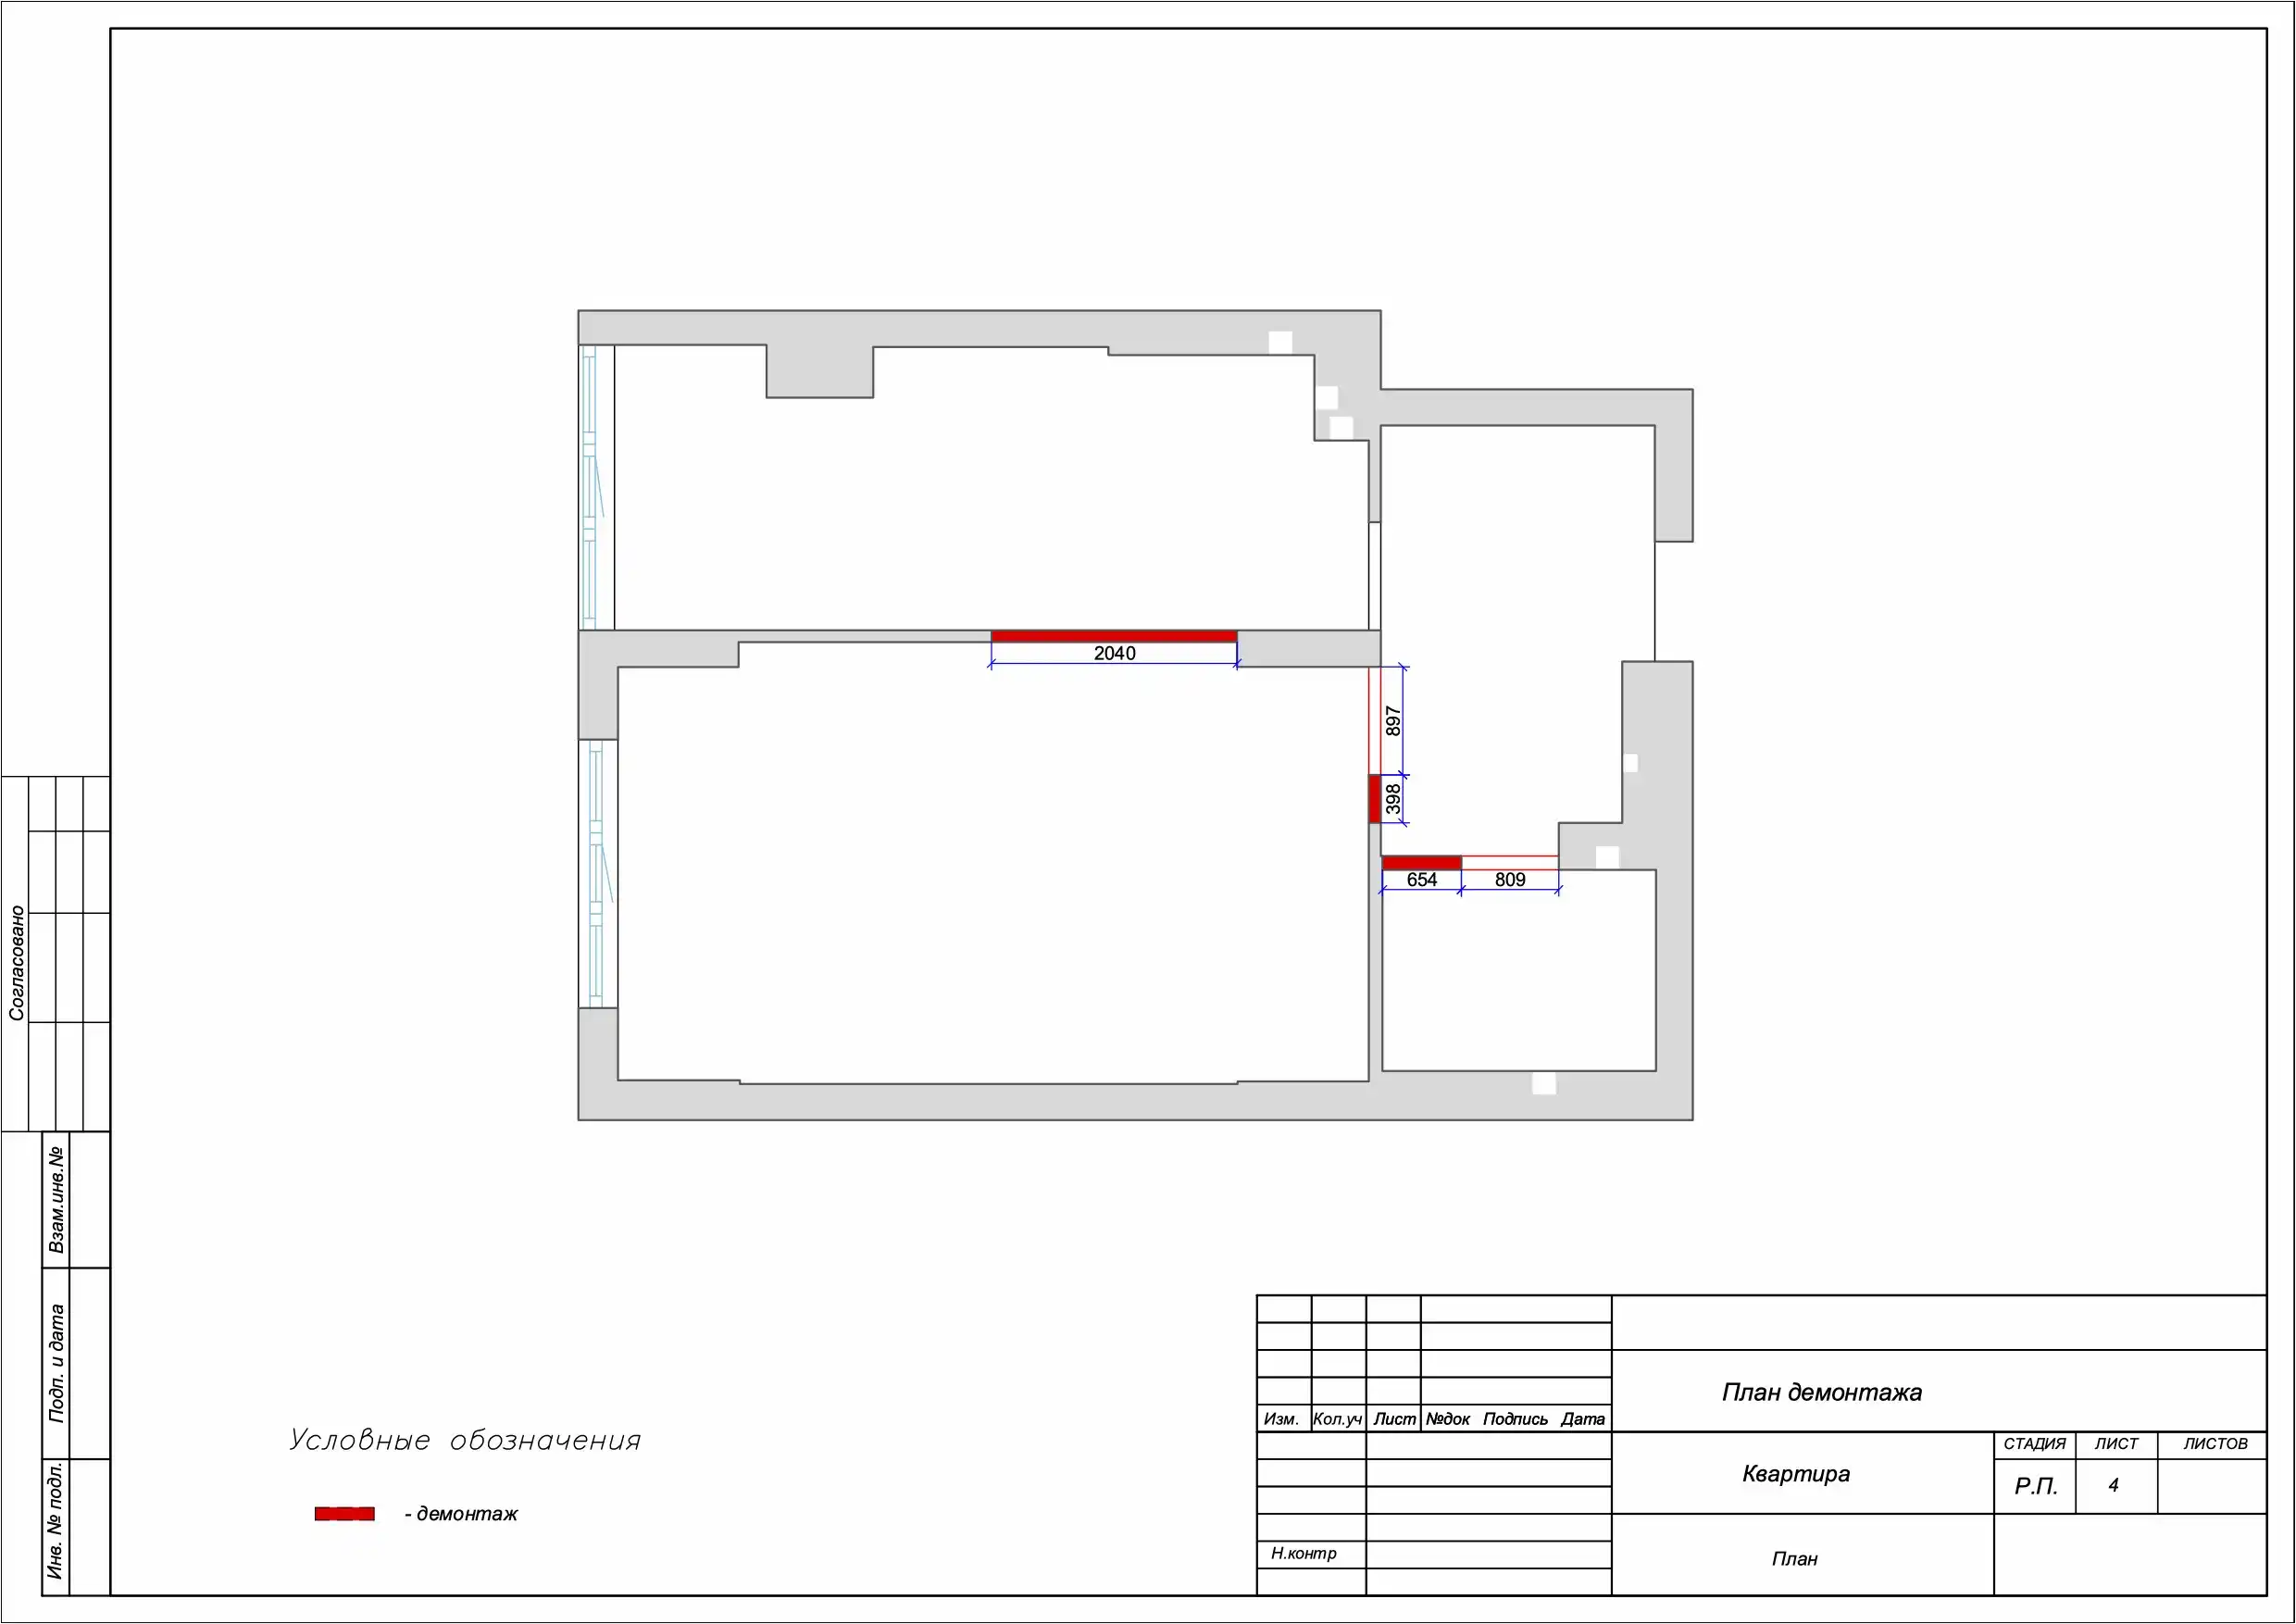 2040
897
398
654
809
Согласовано
Взам.инв.№
Подп. и дата
Инв. № подл.
Условные обозначения
- демонтаж
План демонтажа
Изм.
Кол.уч
Лист
№док
Подпись
Дата
Квартира
СТАДИЯ
ЛИСТ
ЛИСТОВ
Р.П.
4
Н.контр
План